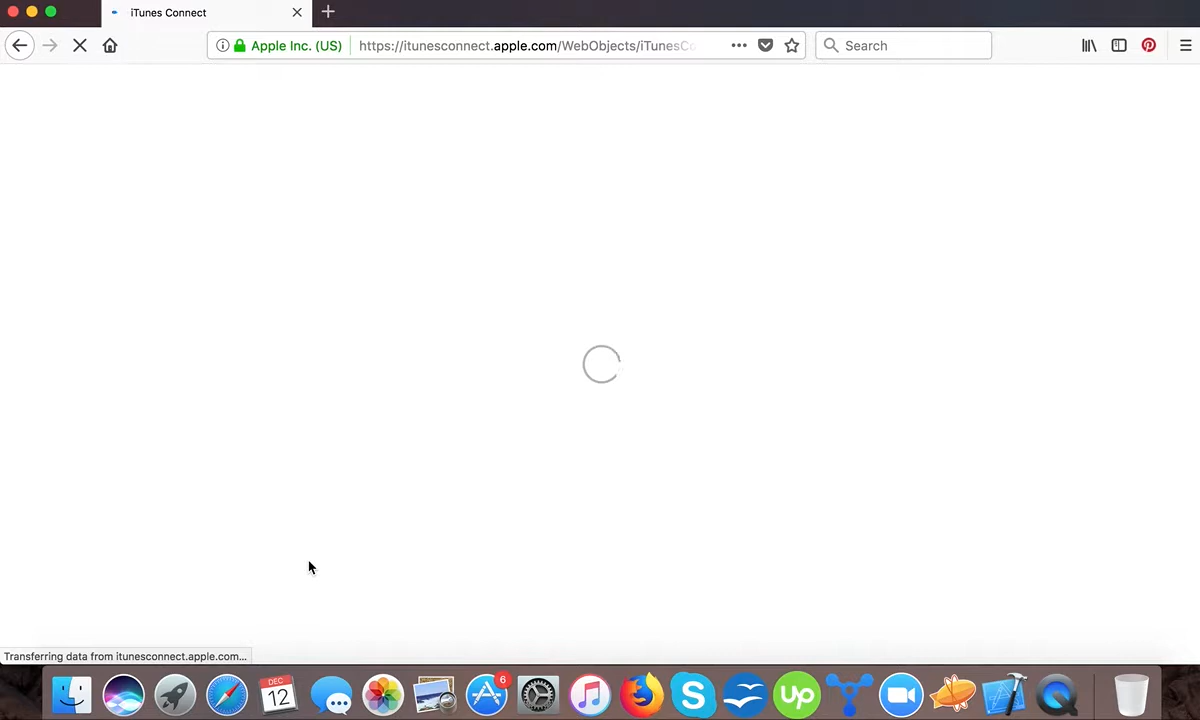 iTunes Connect
Apple Inc. (US)
https://itunesconnect.apple.com/WebObjects/iTunesCo
Search
Transferring data from itunesconnect.apple.com...
DEC
12
6
S
up